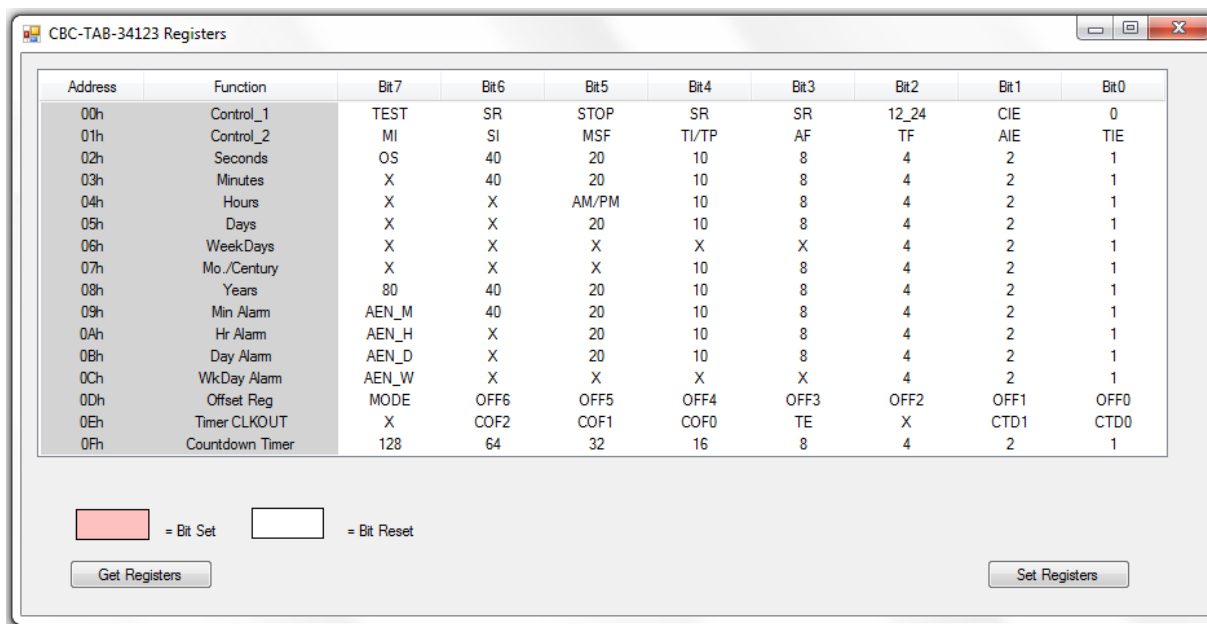 CBC-TAB-34123 Registers
Address Function Bit7 Bit6 Bit5 Bit4 Bit3 Bit2 Bit1 Bit0
00h Control_1 TEST SR STOP SR SR 12_24 CIE 0
01h Control_2 MI SI MSF TI/TP AF TF AIE TIE
02h Seconds OS 40 20 10 8 4 2 1
03h Minutes X 40 20 10 8 4 2 1
04h Hours X X AM/PM 10 8 4 2 1
05h Days X X 20 10 8 4 2 1
06h WeekDays X X X X X 4 2 1
07h Mo./Century X X X 10 8 4 2 1
08h Years 80 40 20 10 8 4 2 1
09h Min Alarm AEN_M 40 20 10 8 4 2 1
0Ah Hr Alarm AEN_H X 20 10 8 4 2 1
0Bh Day Alarm AEN_D X 20 10 8 4 2 1
0Ch WkDay Alarm AEN_W X X X X 4 2 1
0Dh Offset Reg MODE OFF6 OFF5 OFF4 OFF3 OFF2 OFF1 OFF0
0Eh Timer CLKOUT X COF2 COF1 COF0 TE X CTD1 CTD0
0Fh Countdown Timer 128 64 32 16 8 4 2 1
= Bit Set = Bit Reset
Get Registers Set Registers